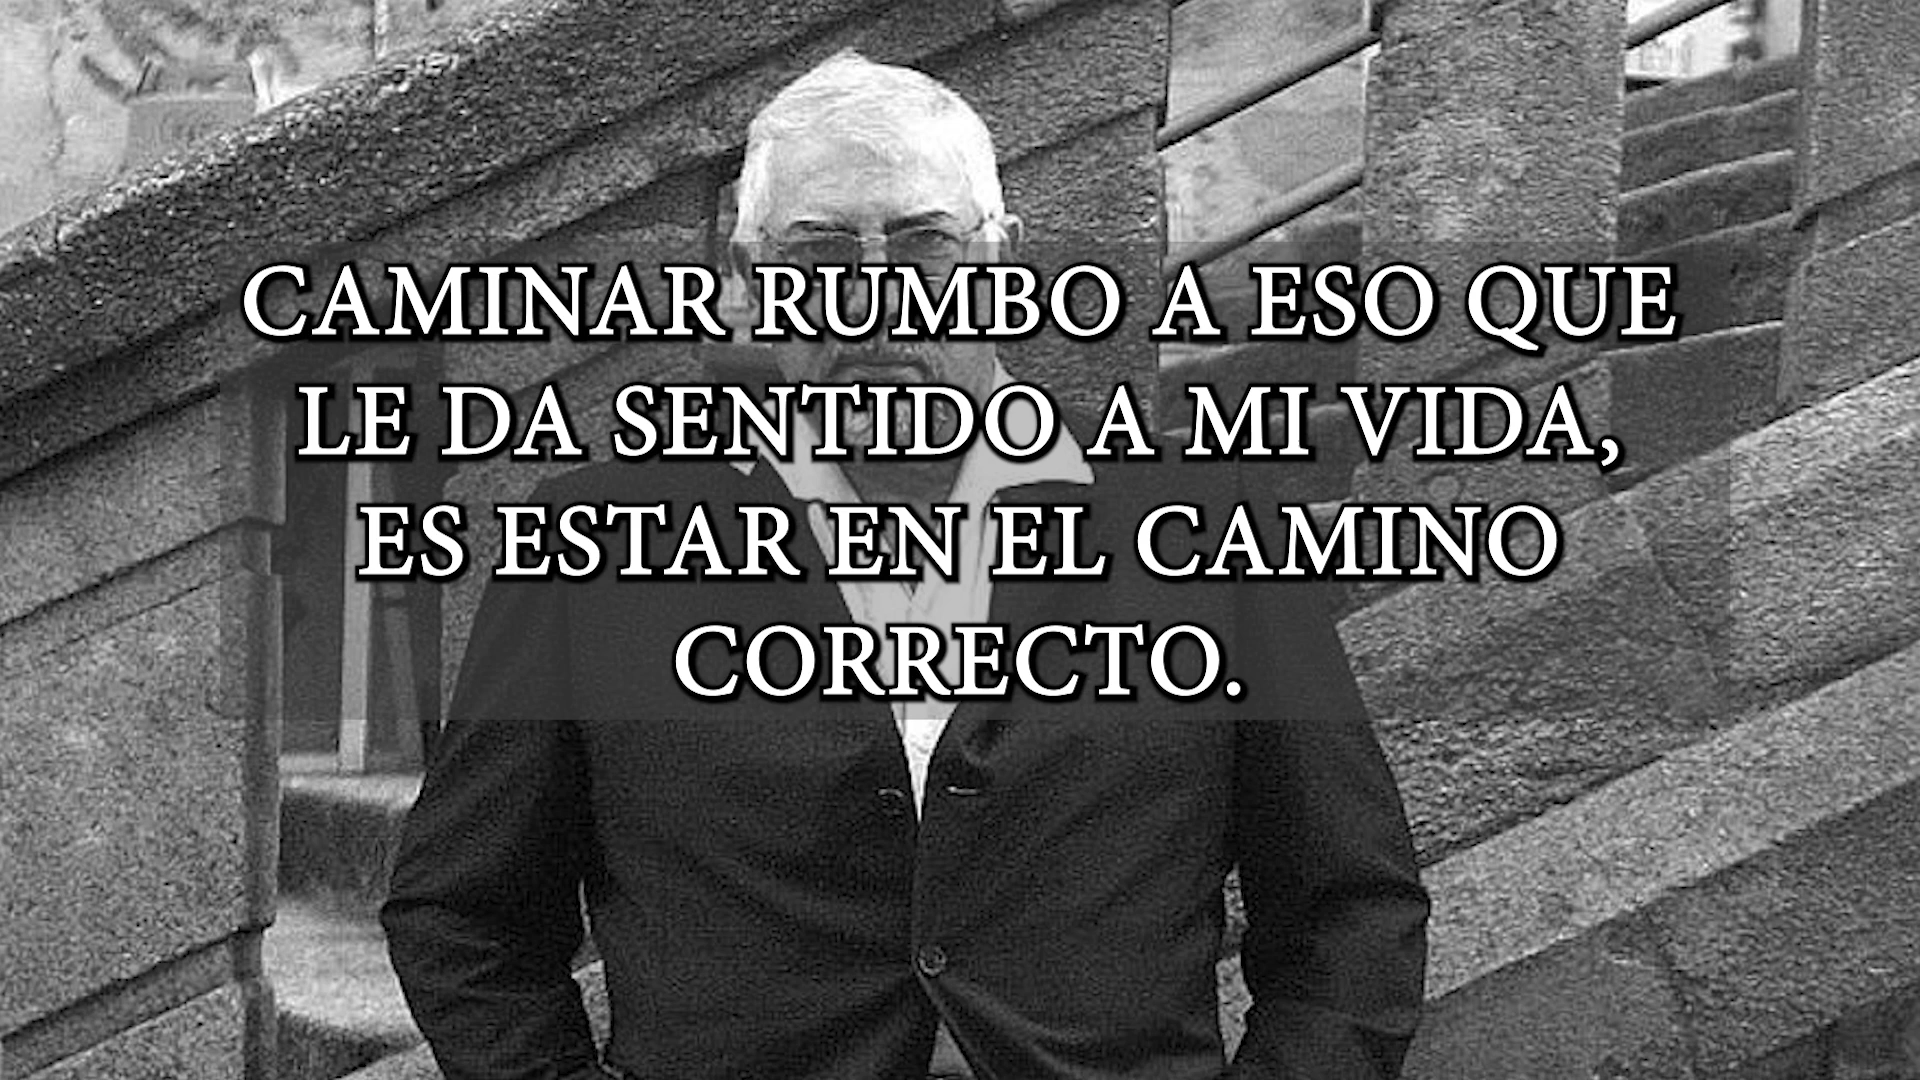 CAMINAR RUMBO A ESO QUE
LE DA SENTIDO A MI VIDA,
ES ESTAR EN EL CAMINO
CORRECTO.